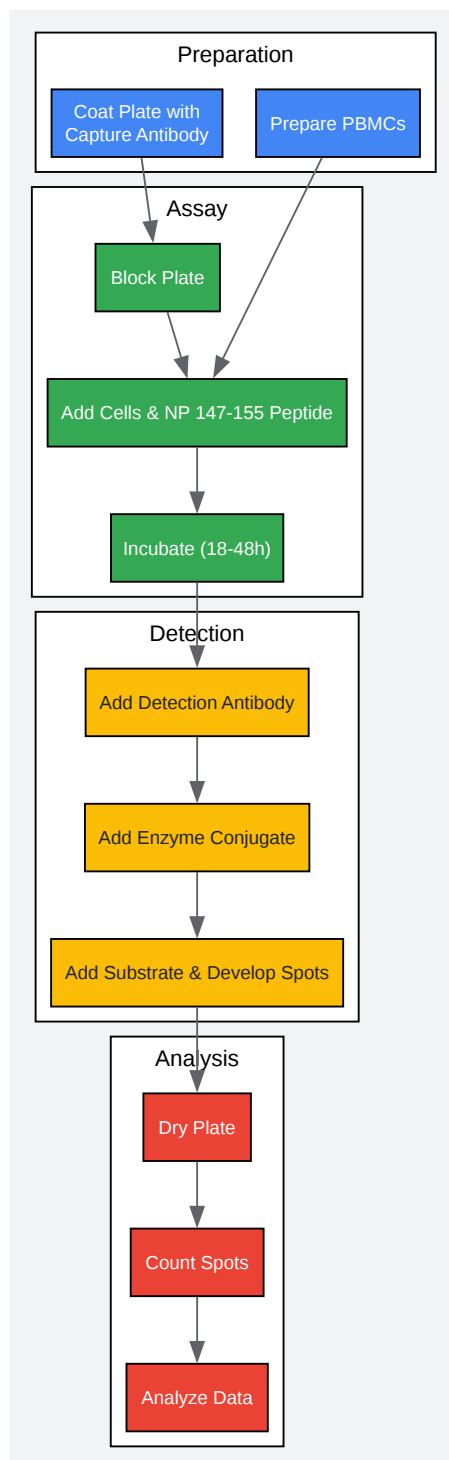 Preparation
Coat Plate with
Capture Antibody
Prepare PBMCs
Assay
Block Plate
Add Cells & NP 147-155 Peptide
Incubate (18-48h)
Detection
Add Detection Antibody
Add Enzyme Conjugate
Add Substrate & Develop Spots
Analysis
Dry Plate
Count Spots
Analyze Data